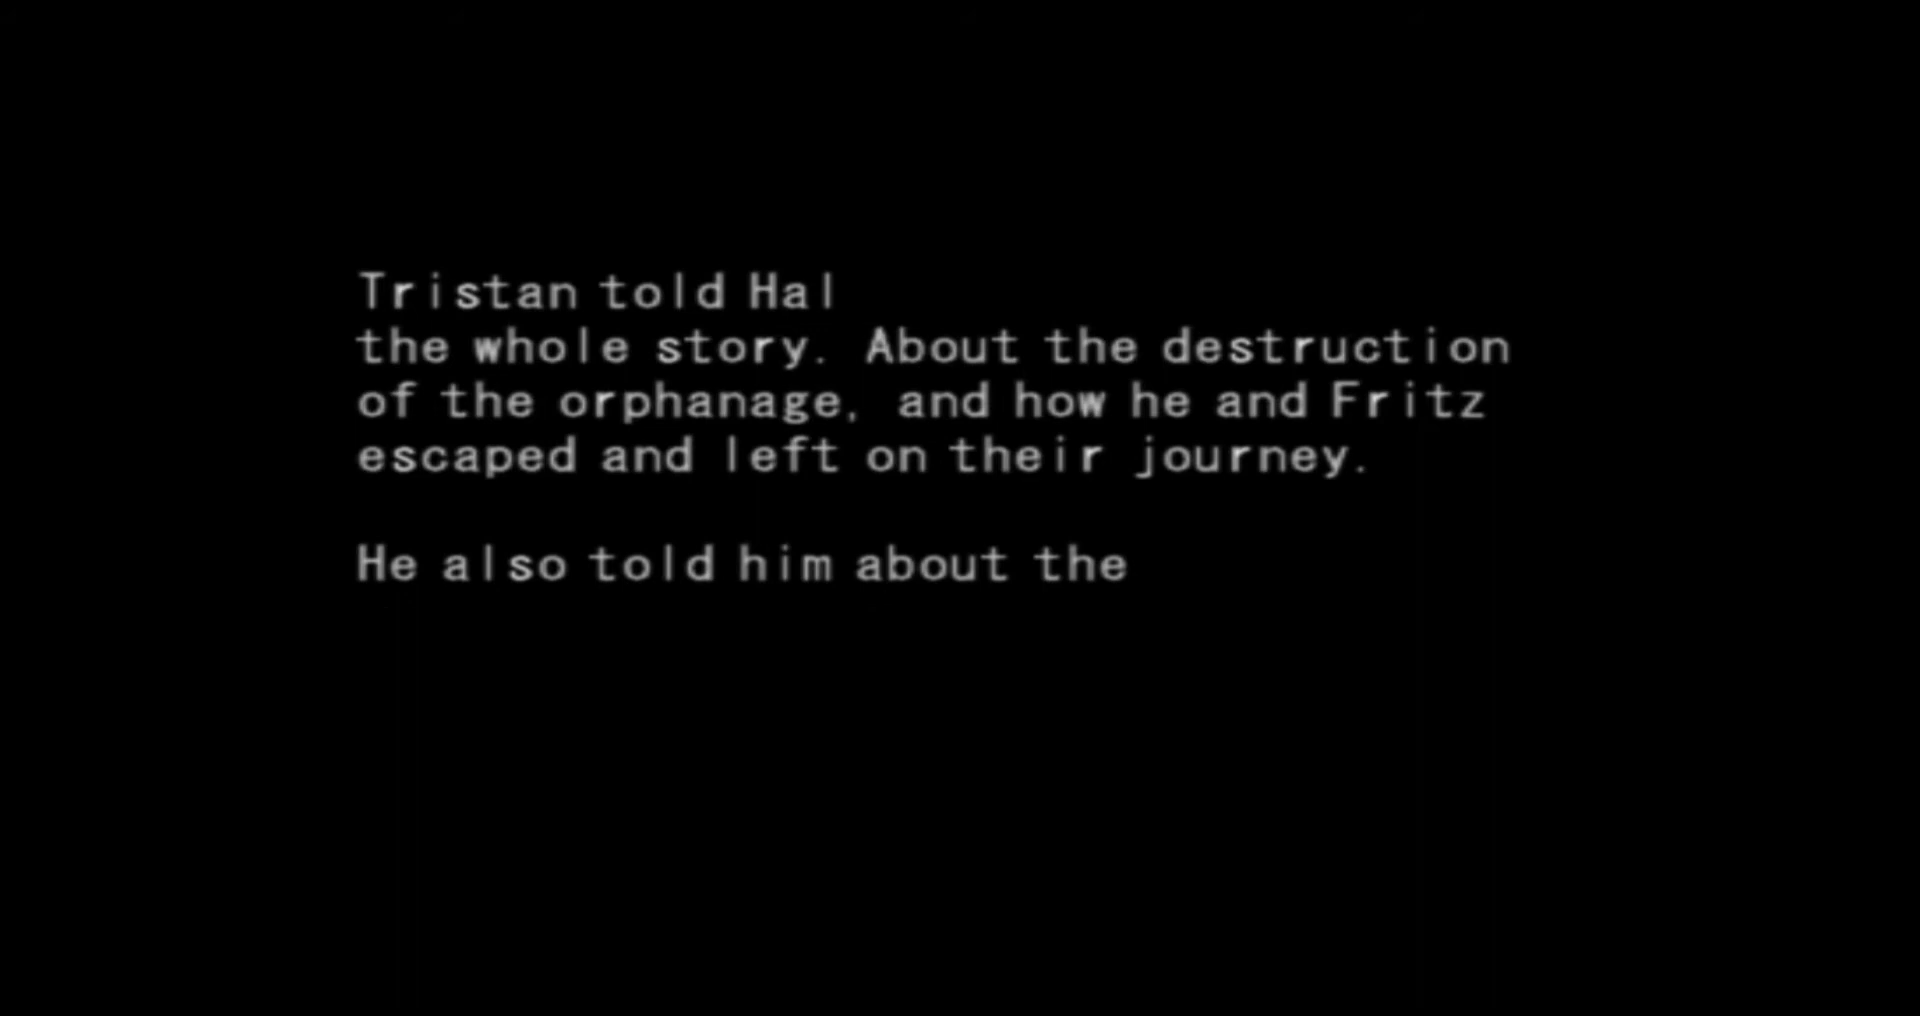 Tristan told Hal
the whole story. About the destruction
of the orphanage, and how he and Fritz
escaped and left on their journey.
He also told him about the